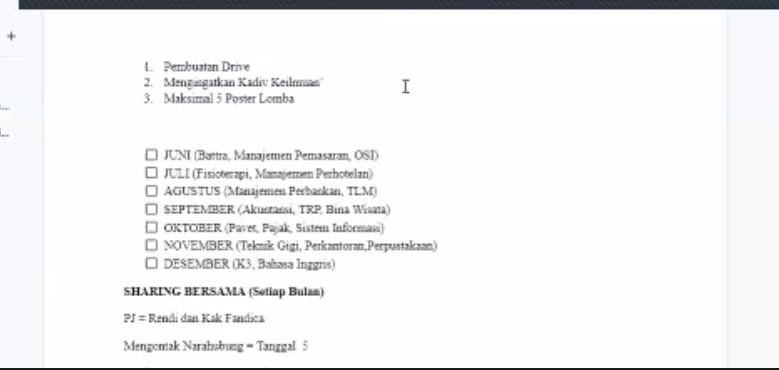 1. Pembuatan Drive
2. Mengingatkan Kadiv Keilmuan
3. Maksimal 5 Poster Lomba
☐ JUNI (Battra, Manajemen Pemasaran, OSI)
☐ JULI (Fisioterapi, Manajemen Perhotelan)
☐ AGUSTUS (Manajemen Perbankan, TLM)
☐ SEPTEMBER (Akuntansi, TRP, Bina Wisata)
☐ OKTOBER (Pavet, Pajak, Sistem Informasi)
☐ NOVEMBER (Teknik Gigi, Perkantoran,Perpustakaan)
☐ DESEMBER (K3, Bahasa Inggris)
SHARING BERSAMA (Setiap Bulan)
PJ = Rendi dan Kak Fandica
Mengontak Narahubung = Tanggal 5